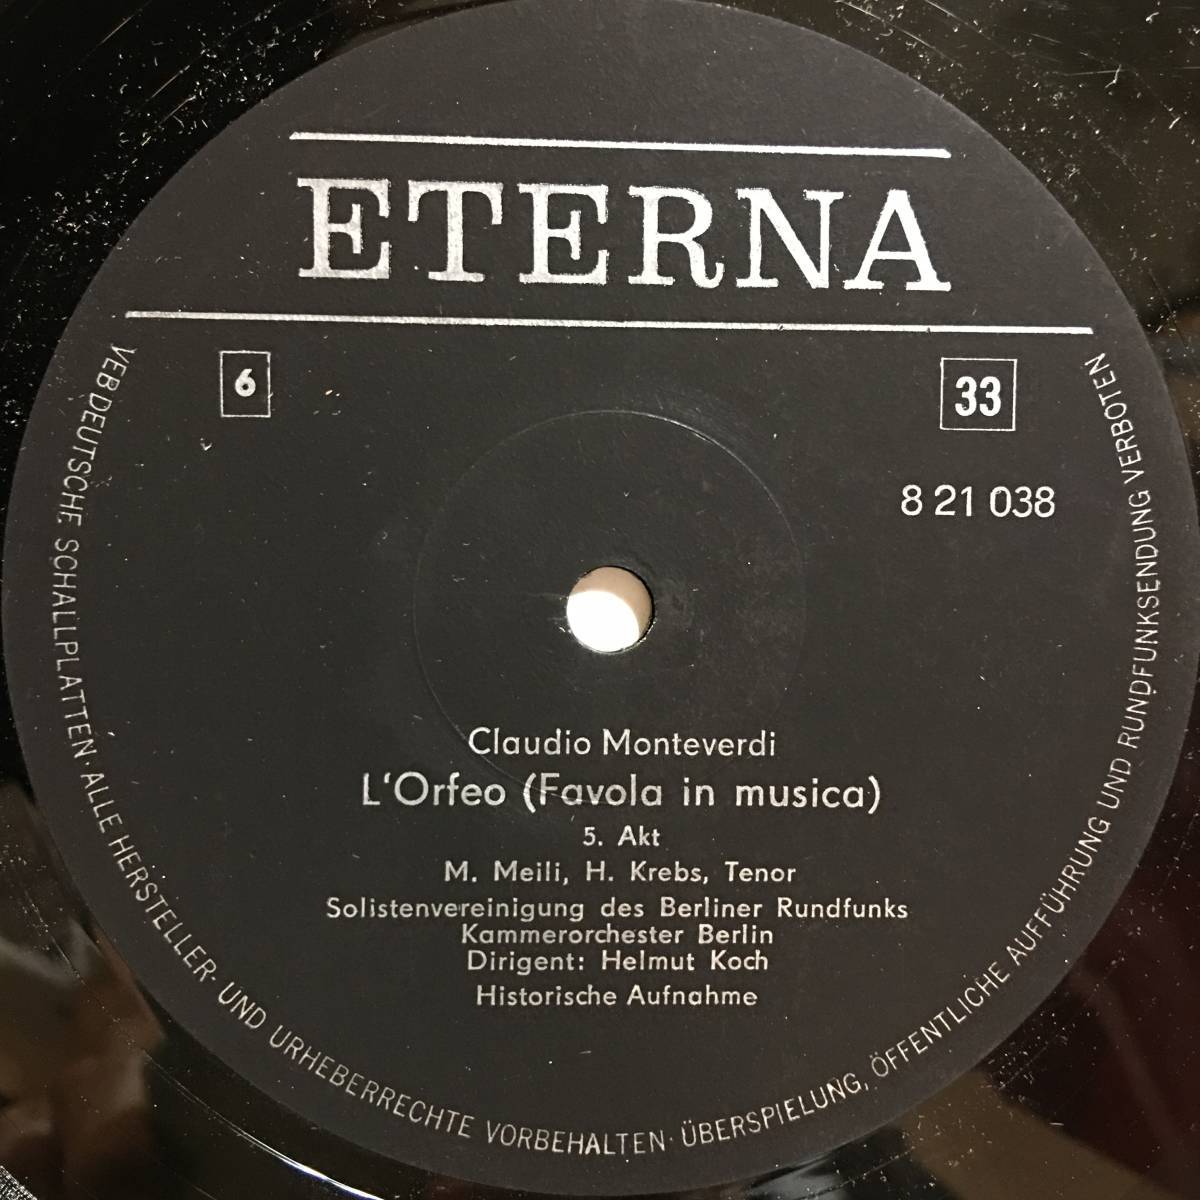 ETERNA
6
33
8 21 038
Claudio Monteverdi
L'Orfeo (Favola in musica)
5. Akt
M. Meili, H. Krebs, Tenor
Solistenvereinigung des Berliner Rundfunks
Kammerorchester Berlin
Dirigent: Helmut Koch
Historische Aufnahme
VEB DEUTSCHE SCHALLPLATTEN · ALLE HERSTELLER- UND URHEBERRECHTE VORBEHALTEN · ÜBERSPIELUNG, ÖFFENTLICHE AUFFÜHRUNG UND RUNDFUNKSENDUNG VERBOTEN